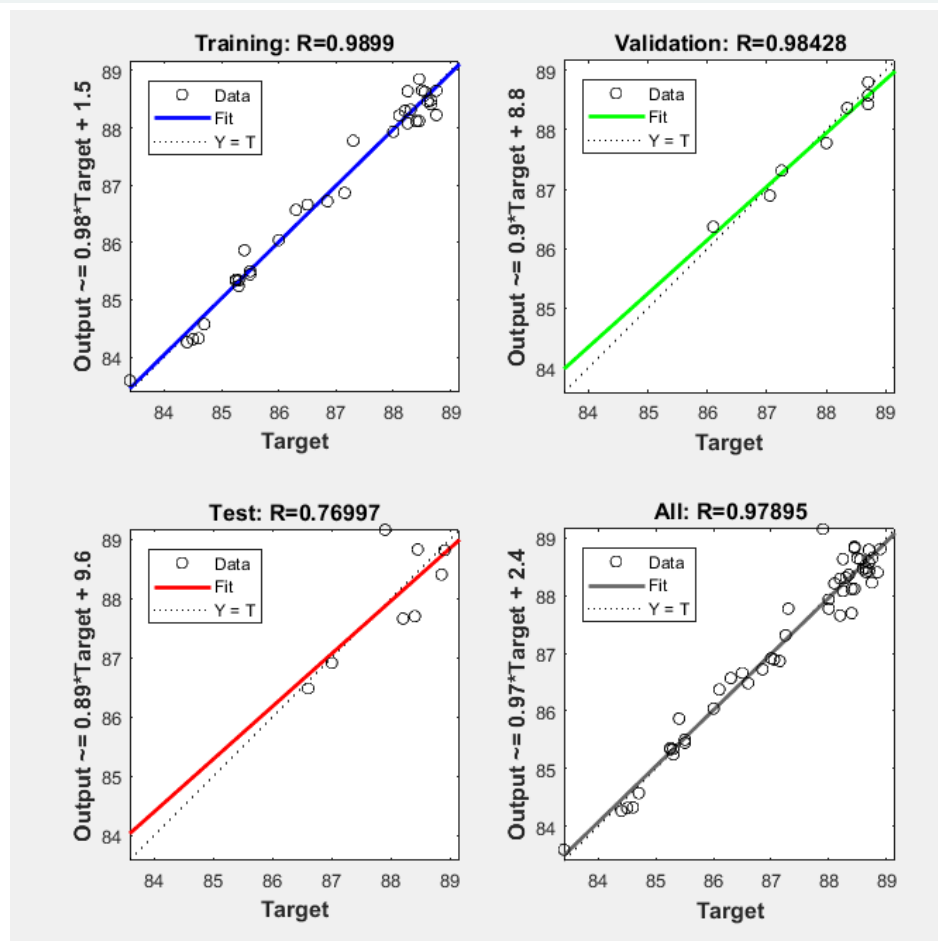 Training: R=0.9899
Output ~= 0.98*Target + 1.5
Data
Fit
Y = T
89
88
87
86
85
84
84 85 86 87 88 89
Target
Validation: R=0.98428
Output ~= 0.9*Target + 8.8
Data
Fit
Y = T
89
88
87
86
85
84
84 85 86 87 88 89
Target
Test: R=0.76997
Output ~= 0.89*Target + 9.6
Data
Fit
Y = T
89
88
87
86
85
84
84 85 86 87 88 89
Target
All: R=0.97895
Output ~= 0.97*Target + 2.4
Data
Fit
Y = T
89
88
87
86
85
84
84 85 86 87 88 89
Target